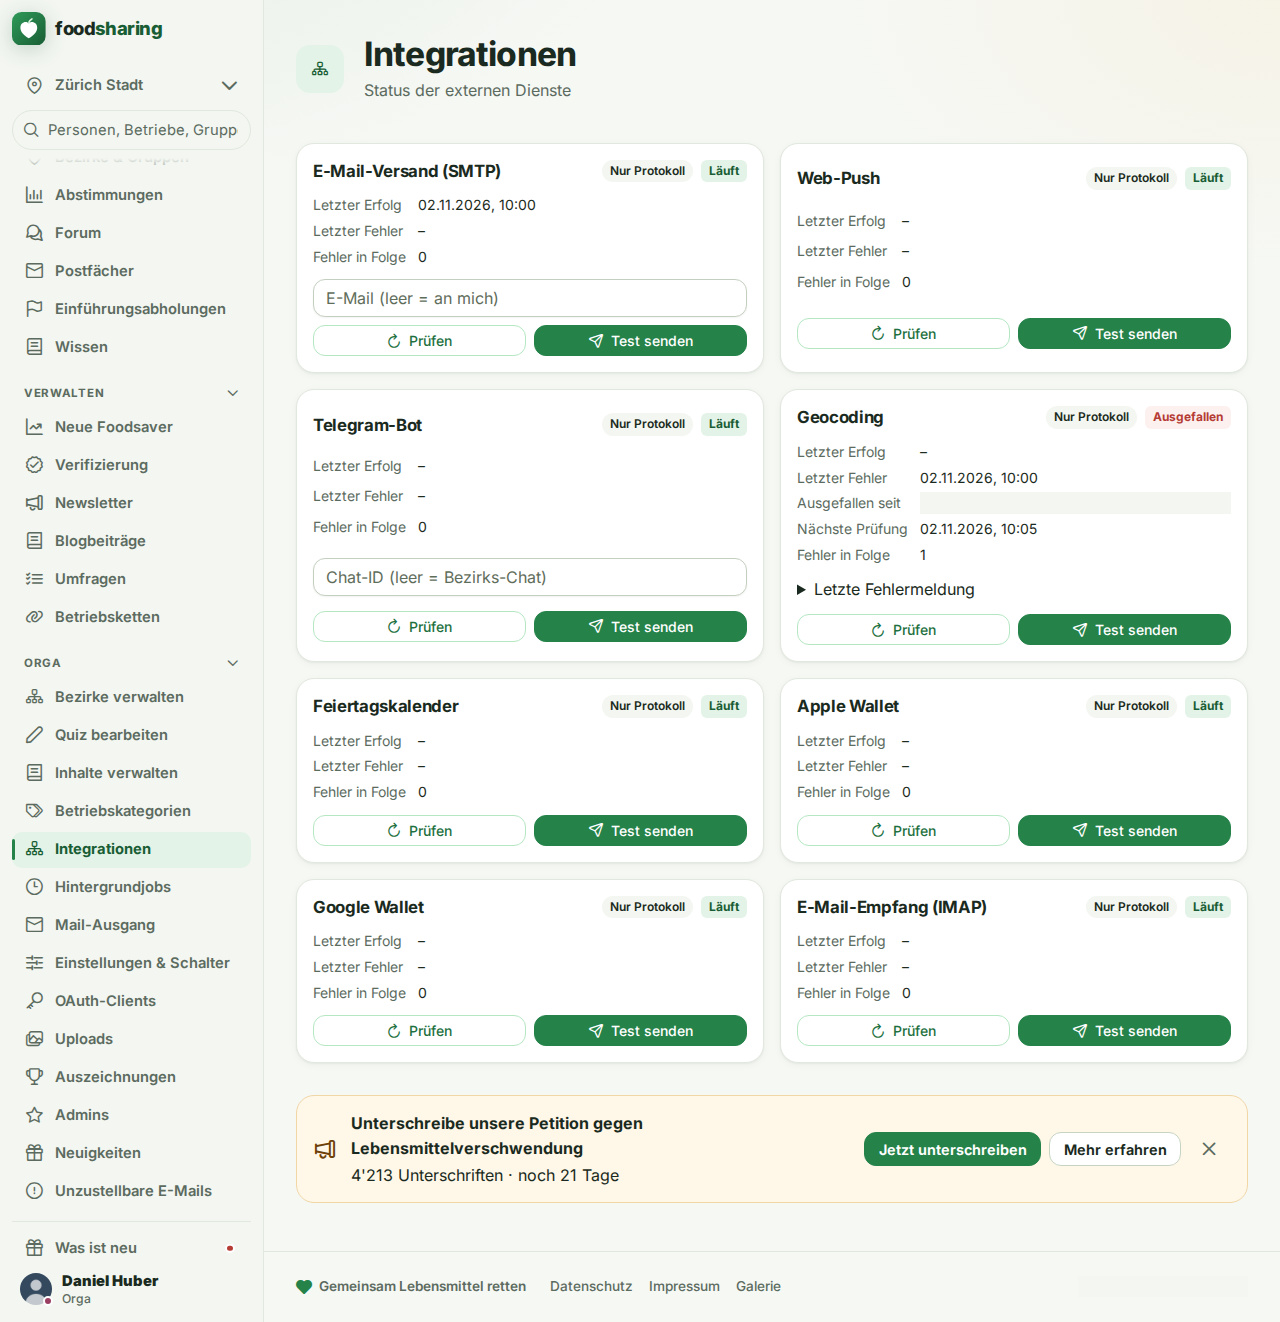 foodsharing
Zürich Stadt
Personen, Betriebe, Grupp
Abstimmungen
Forum
Postfächer
Einführungsabholungen
Wissen
VERWALTEN
Neue Foodsaver
Verifizierung
Newsletter
Blogbeiträge
Umfragen
Betriebsketten
ORGA
Bezirke verwalten
Quiz bearbeiten
Inhalte verwalten
Betriebskategorien
Integrationen
Hintergrundjobs
Mail-Ausgang
Einstellungen & Schalter
OAuth-Clients
Uploads
Auszeichnungen
Admins
Neuigkeiten
Unzustellbare E-Mails
Was ist neu
Daniel Huber
Orga
Integrationen
Status der externen Dienste
E-Mail-Versand (SMTP) Nur Protokoll Läuft
Letzter Erfolg 02.11.2026, 10:00
Letzter Fehler –
Fehler in Folge 0
E-Mail (leer = an mich)
Prüfen Test senden
Web-Push Nur Protokoll Läuft
Letzter Erfolg –
Letzter Fehler –
Fehler in Folge 0
Prüfen Test senden
Telegram-Bot Nur Protokoll Läuft
Letzter Erfolg –
Letzter Fehler –
Fehler in Folge 0
Chat-ID (leer = Bezirks-Chat)
Prüfen Test senden
Geocoding Nur Protokoll Ausgefallen
Letzter Erfolg –
Letzter Fehler 02.11.2026, 10:00
Ausgefallen seit
Nächste Prüfung 02.11.2026, 10:05
Fehler in Folge 1
Letzte Fehlermeldung
Prüfen Test senden
Feiertagskalender Nur Protokoll Läuft
Letzter Erfolg –
Letzter Fehler –
Fehler in Folge 0
Prüfen Test senden
Apple Wallet Nur Protokoll Läuft
Letzter Erfolg –
Letzter Fehler –
Fehler in Folge 0
Prüfen Test senden
Google Wallet Nur Protokoll Läuft
Letzter Erfolg –
Letzter Fehler –
Fehler in Folge 0
Prüfen Test senden
E-Mail-Empfang (IMAP) Nur Protokoll Läuft
Letzter Erfolg –
Letzter Fehler –
Fehler in Folge 0
Prüfen Test senden
Unterschreibe unsere Petition gegen
Lebensmittelverschwendung
4'213 Unterschriften · noch 21 Tage
Jetzt unterschreiben Mehr erfahren
Gemeinsam Lebensmittel retten Datenschutz Impressum Galerie